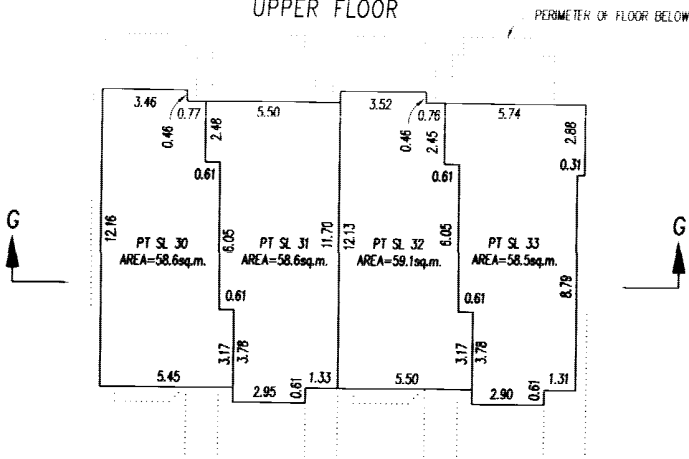 UPPER FLOOR
PERIMETER OF FLOOR BELOW
3.46
0.77
0.46
2.48
5.50
3.52
0.76
0.46
2.45
5.74
2.88
0.61
0.61
0.31
G
G
12.16
PT SL 30
AREA=58.6sq.m.
6.05
PT SL 31
AREA=58.6sq.m.
11.70
12.13
PT SL 32
AREA=59.1sq.m.
6.05
PT SL 33
AREA=58.5sq.m.
8.79
0.61
0.61
3.17
3.78
3.17
3.78
5.45
2.95
0.61
1.33
5.50
2.90
0.61
1.31